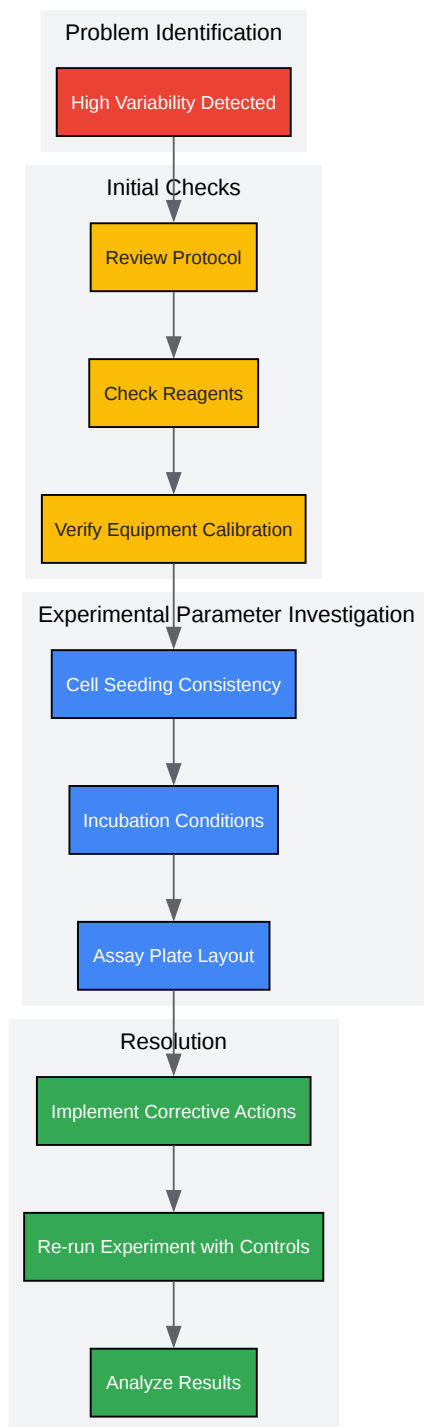 Problem Identification
High Variability Detected
Initial Checks
Review Protocol
Check Reagents
Verify Equipment Calibration
Experimental Parameter Investigation
Cell Seeding Consistency
Incubation Conditions
Assay Plate Layout
Resolution
Implement Corrective Actions
Re-run Experiment with Controls
Analyze Results